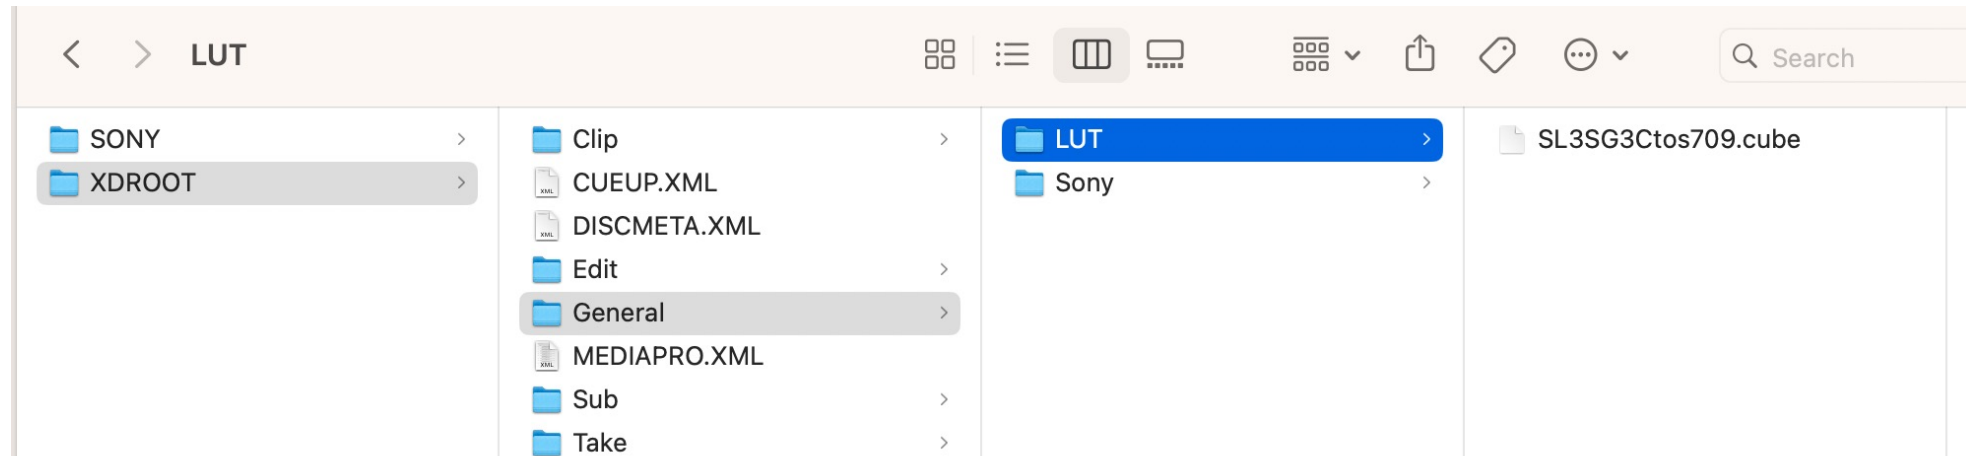 LUT
Search
SONY
XDROOT
Clip
CUEUP.XML
DISCMETA.XML
Edit
General
MEDIAPRO.XML
Sub
Take
LUT
Sony
SL3SG3Ctos709.cube